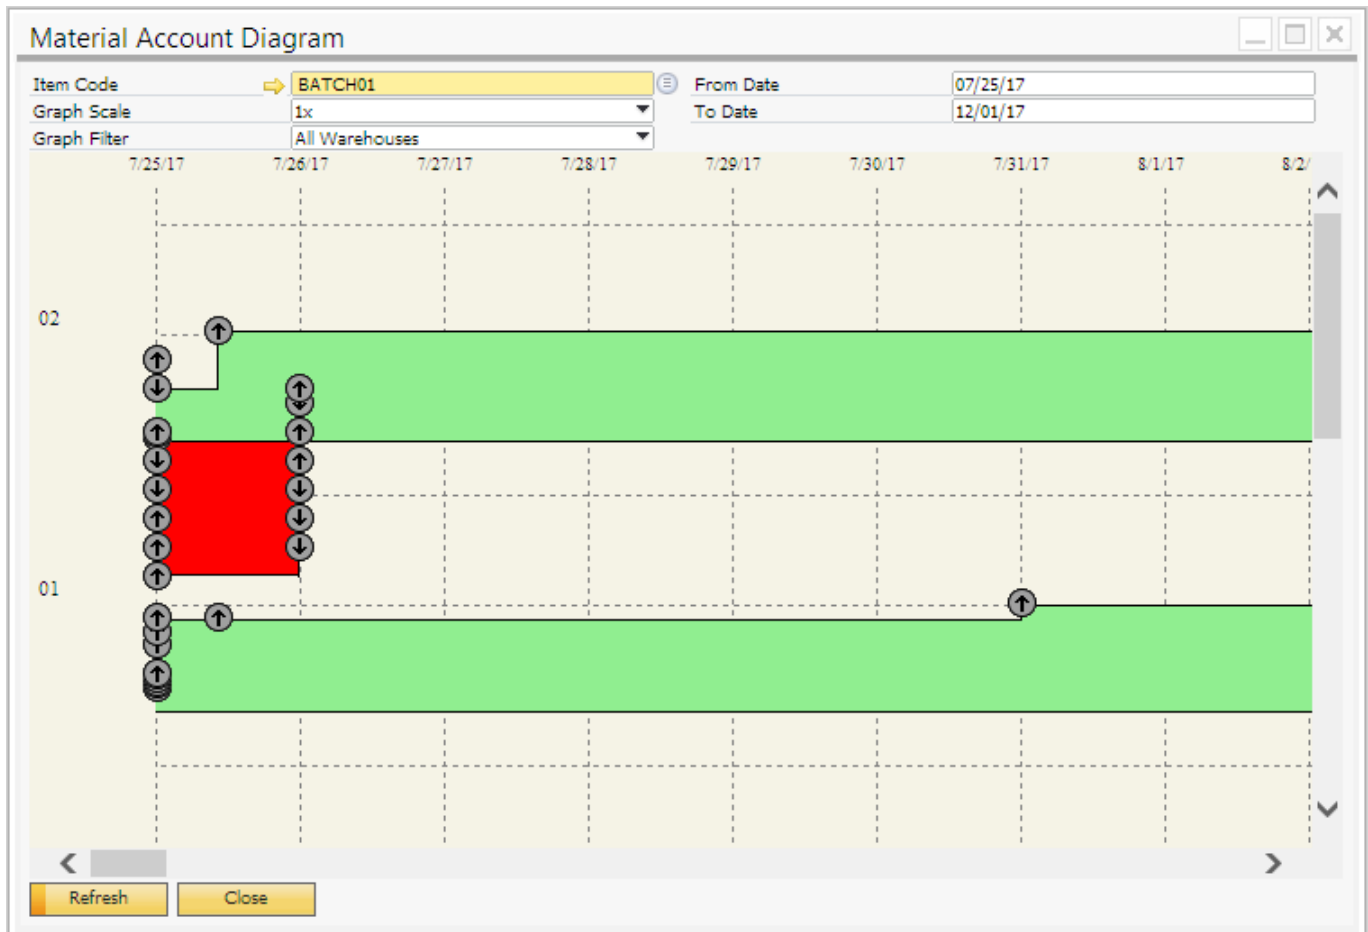 Material Account Diagram
Item Code BATCH01 From Date 07/25/17
Graph Scale 1x To Date 12/01/17
Graph Filter All Warehouses
7/25/17 7/26/17 7/27/17 7/28/17 7/29/17 7/30/17 7/31/17 8/1/17 8/2/
02
01
Refresh Close